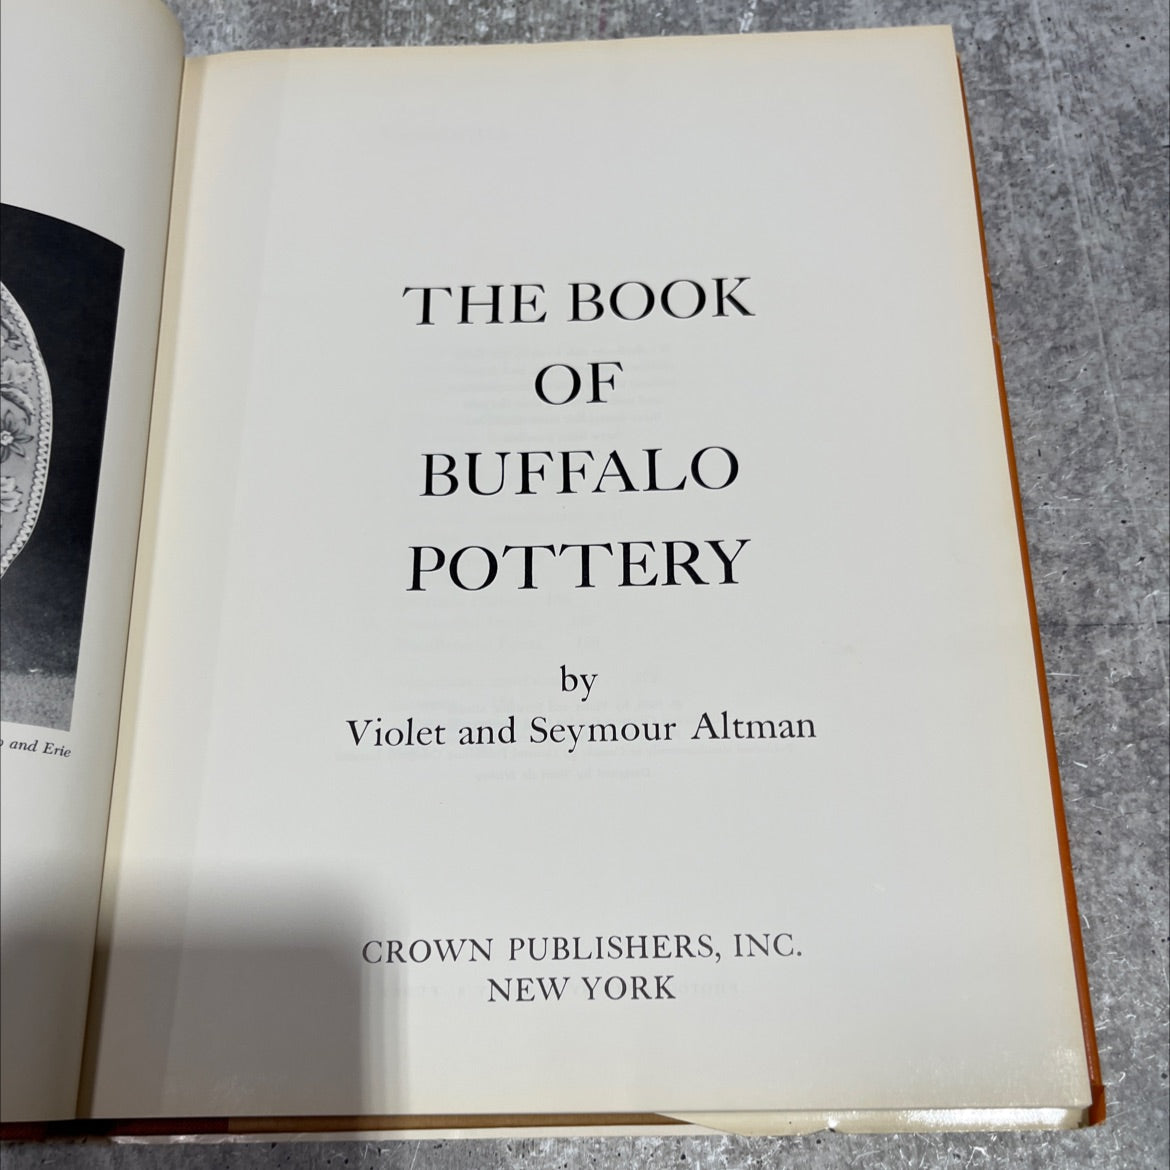 THE BOOK
OF
BUFFALO
POTTERY
by
Violet and Seymour Altman
CROWN PUBLISHERS, INC.
NEW YORK
and Erie